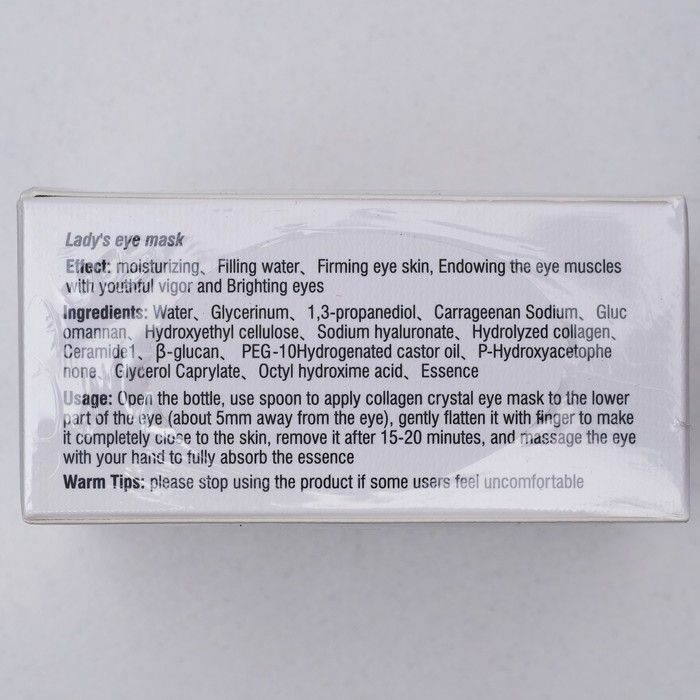 Lady's eye mask
Effect: moisturizing、Filling water、Firming eye skin, Endowing the eye muscles
with youthful vigor and Brighting eyes
Ingredients: Water、Glycerinum、1,3-propanediol、Carrageenan Sodium、Gluc
omannan、Hydroxyethyl cellulose、Sodium hyaluronate、Hydrolyzed collagen、
Ceramide1、β-glucan、PEG-10Hydrogenated castor oil、P-Hydroxyacetophe
none、Glycerol Caprylate、Octyl hydroxime acid、Essence
Usage: Open the bottle, use spoon to apply collagen crystal eye mask to the lower
part of the eye (about 5mm away from the eye), gently flatten it with finger to make
it completely close to the skin, remove it after 15-20 minutes, and massage the eye
with your hand to fully absorb the essence
Warm Tips: please stop using the product if some users feel uncomfortable